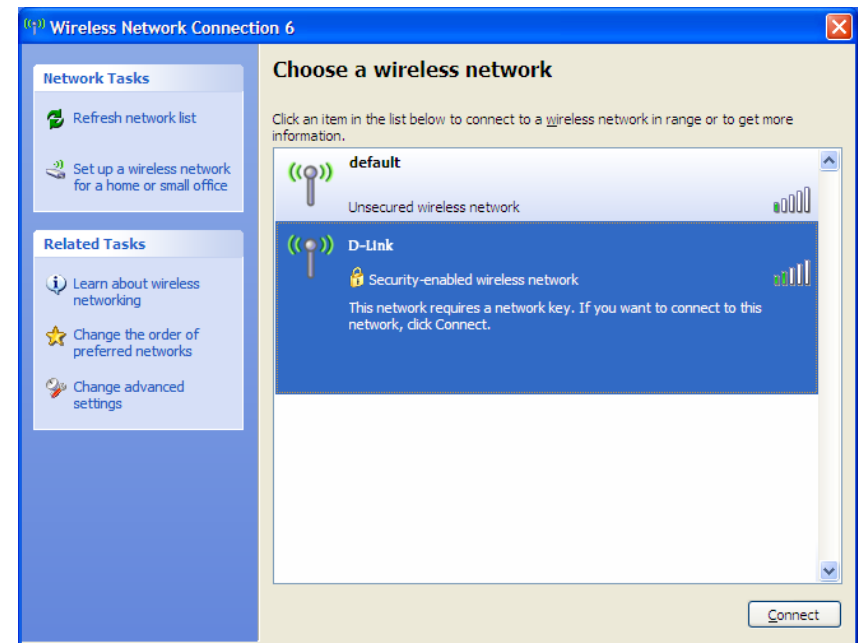 Wireless Network Connection 6
Network Tasks
Refresh network list
Set up a wireless network
for a home or small office
Related Tasks
Learn about wireless
networking
Change the order of
preferred networks
Change advanced
settings
Choose a wireless network
Click an item in the list below to connect to a wireless network in range or to get more
information.
default
Unsecured wireless network
D-Link
Security-enabled wireless network
This network requires a network key. If you want to connect to this
network, click Connect.
Connect